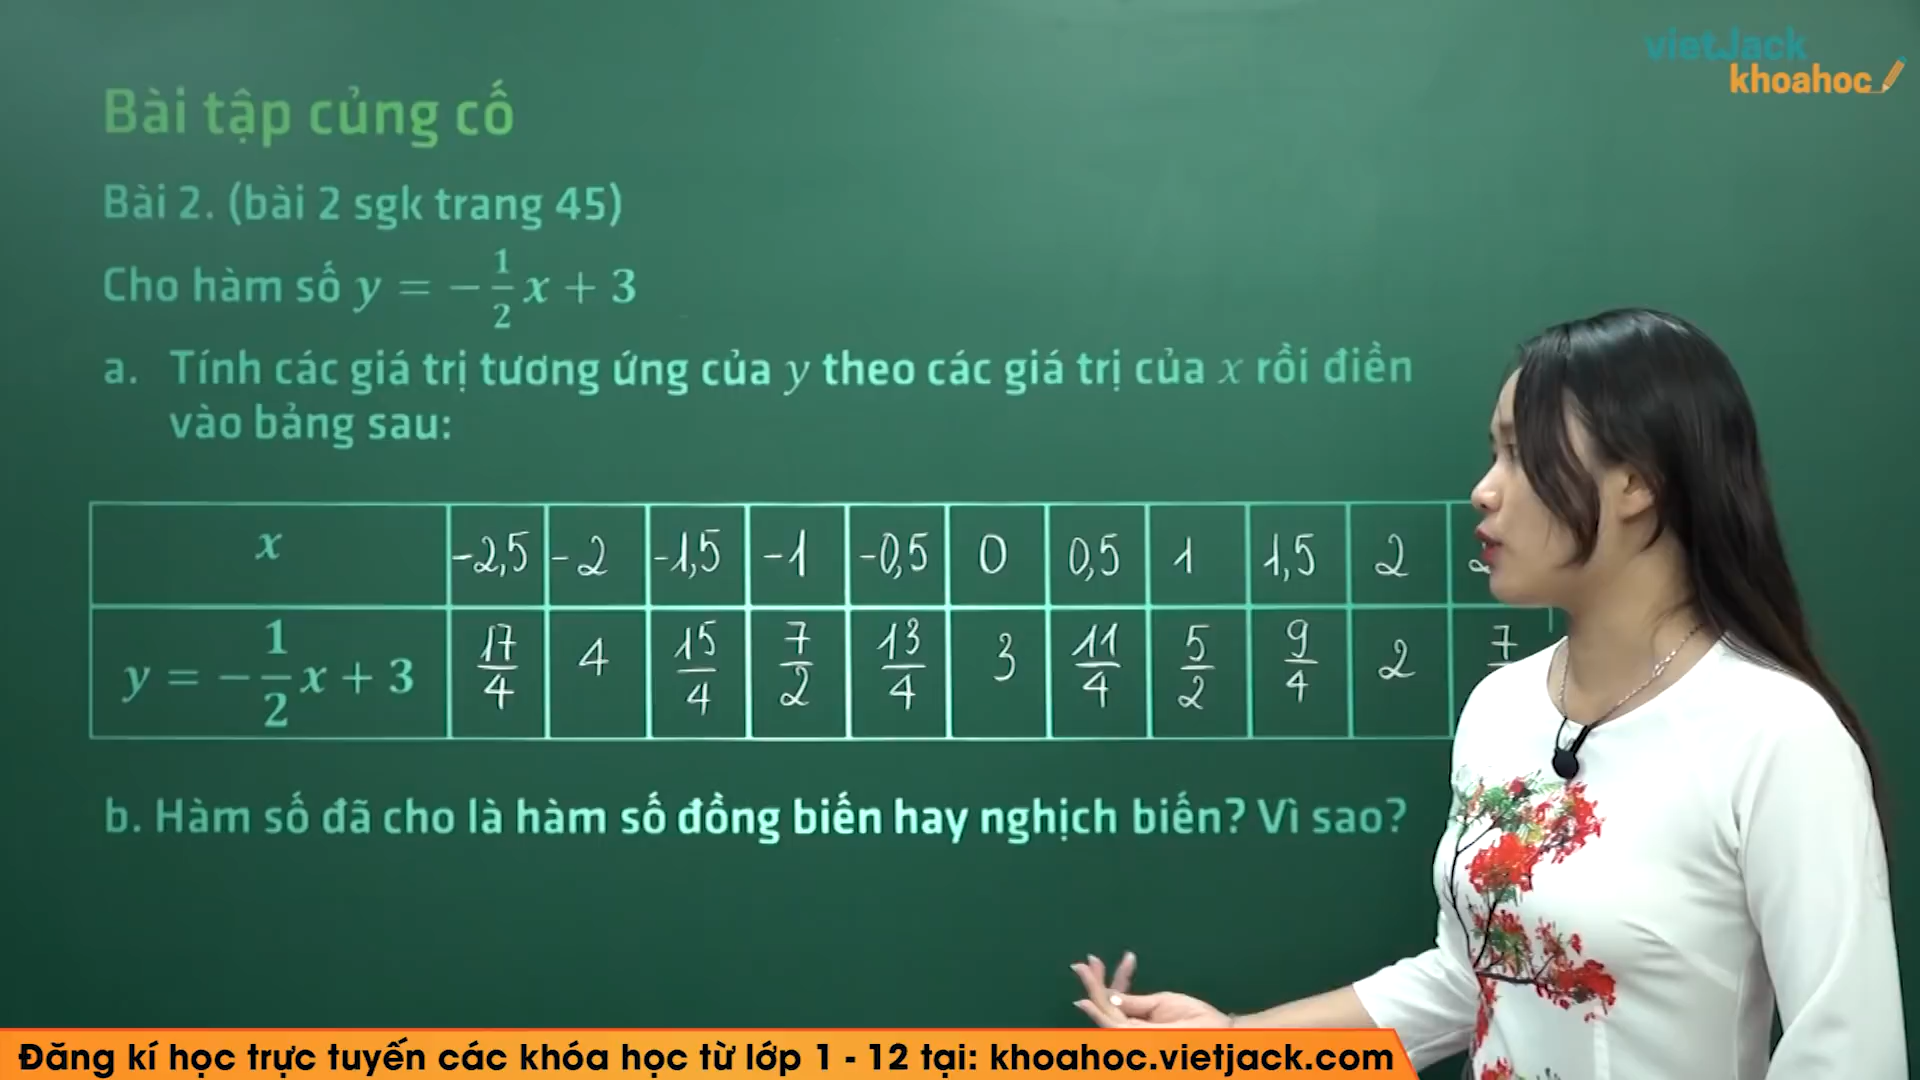 vietJack
khoahoc
Bài tập củng cố
Bài 2. (bài 2 sgk trang 45)
Cho hàm số y = -1/2 x + 3
a. Tính các giá trị tương ứng của y theo các giá trị của x rồi điền
vào bảng sau:
x -2,5 -2 -1,5 -1 -0,5 0 0,5 1 1,5 2
y = -1/2 x + 3 17/4 4 15/4 7/2 13/4 3 11/4 5/2 9/4 2 7
b. Hàm số đã cho là hàm số đồng biến hay nghịch biến? Vì sao?
Đăng kí học trực tuyến các khóa học từ lớp 1 - 12 tại: khoahoc.vietjack.com